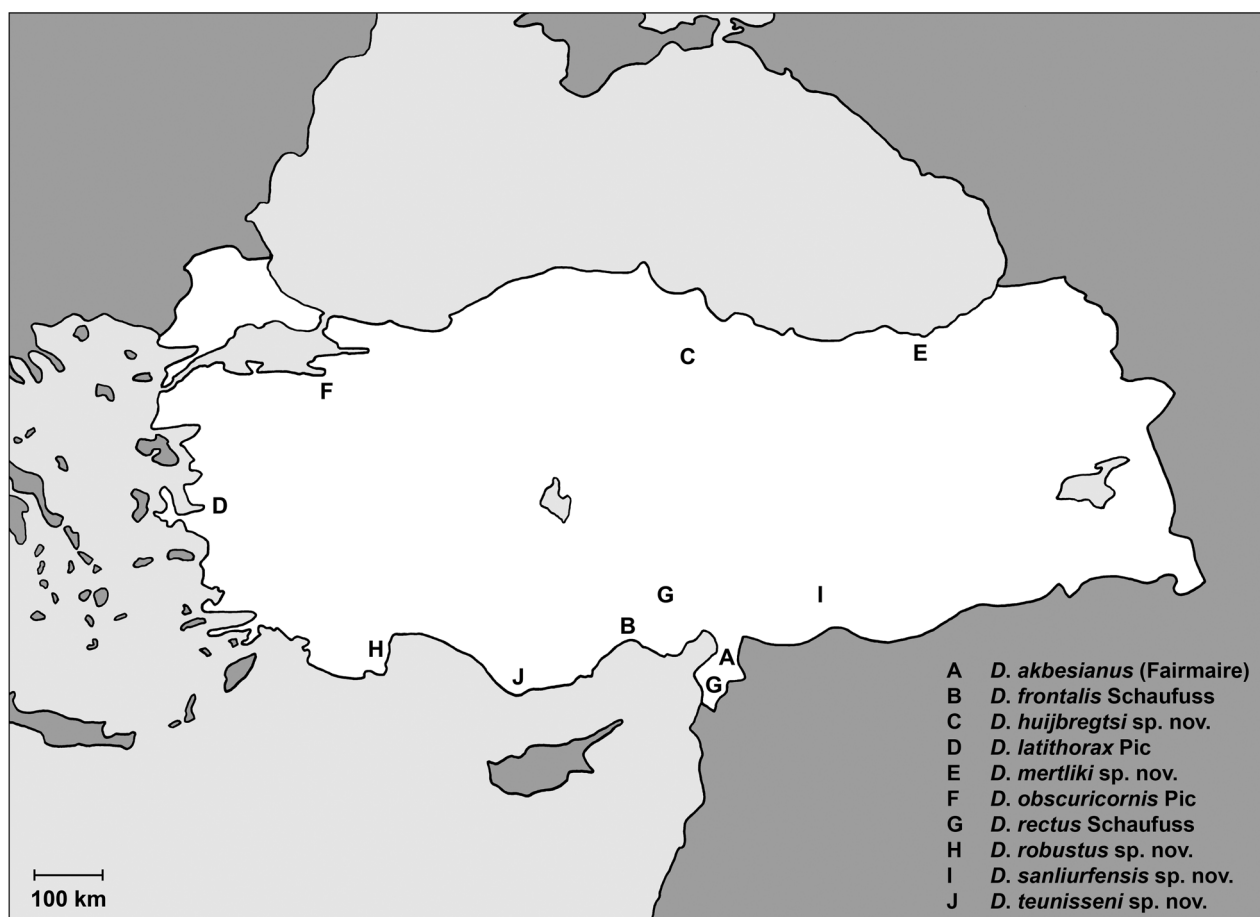 C
E
F
D
G
I
B
H
A
J
G
A D. akbesianus (Fairmaire)
B D. frontalis Schaufuss
C D. huijbregtsi sp. nov.
D D. latithorax Pic
E D. mertliki sp. nov.
F D. obscuricornis Pic
G D. rectus Schaufuss
H D. robustus sp. nov.
I D. sanliurfensis sp. nov.
J D. teunisseni sp. nov.
100 km